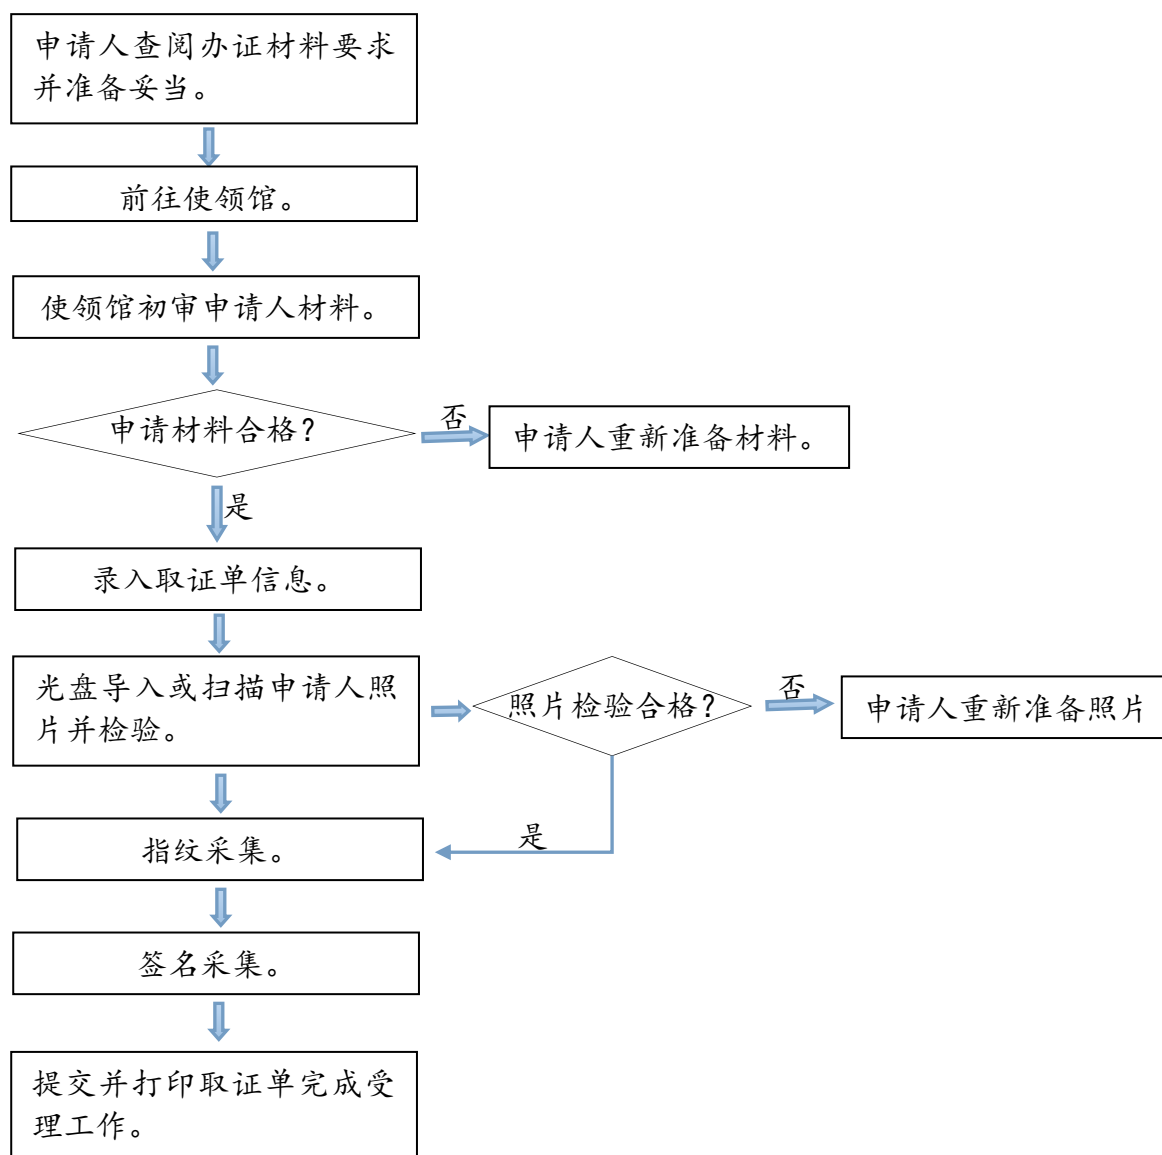 申请人查阅办证材料要求
并准备妥当。
前往使领馆。
使领馆初审申请人材料。
申请材料合格？
否
申请人重新准备材料。
是
录入取证单信息。
光盘导入或扫描申请人照
片并检验。
照片检验合格？
否
申请人重新准备照片
是
指纹采集。
签名采集。
提交并打印取证单完成受
理工作。